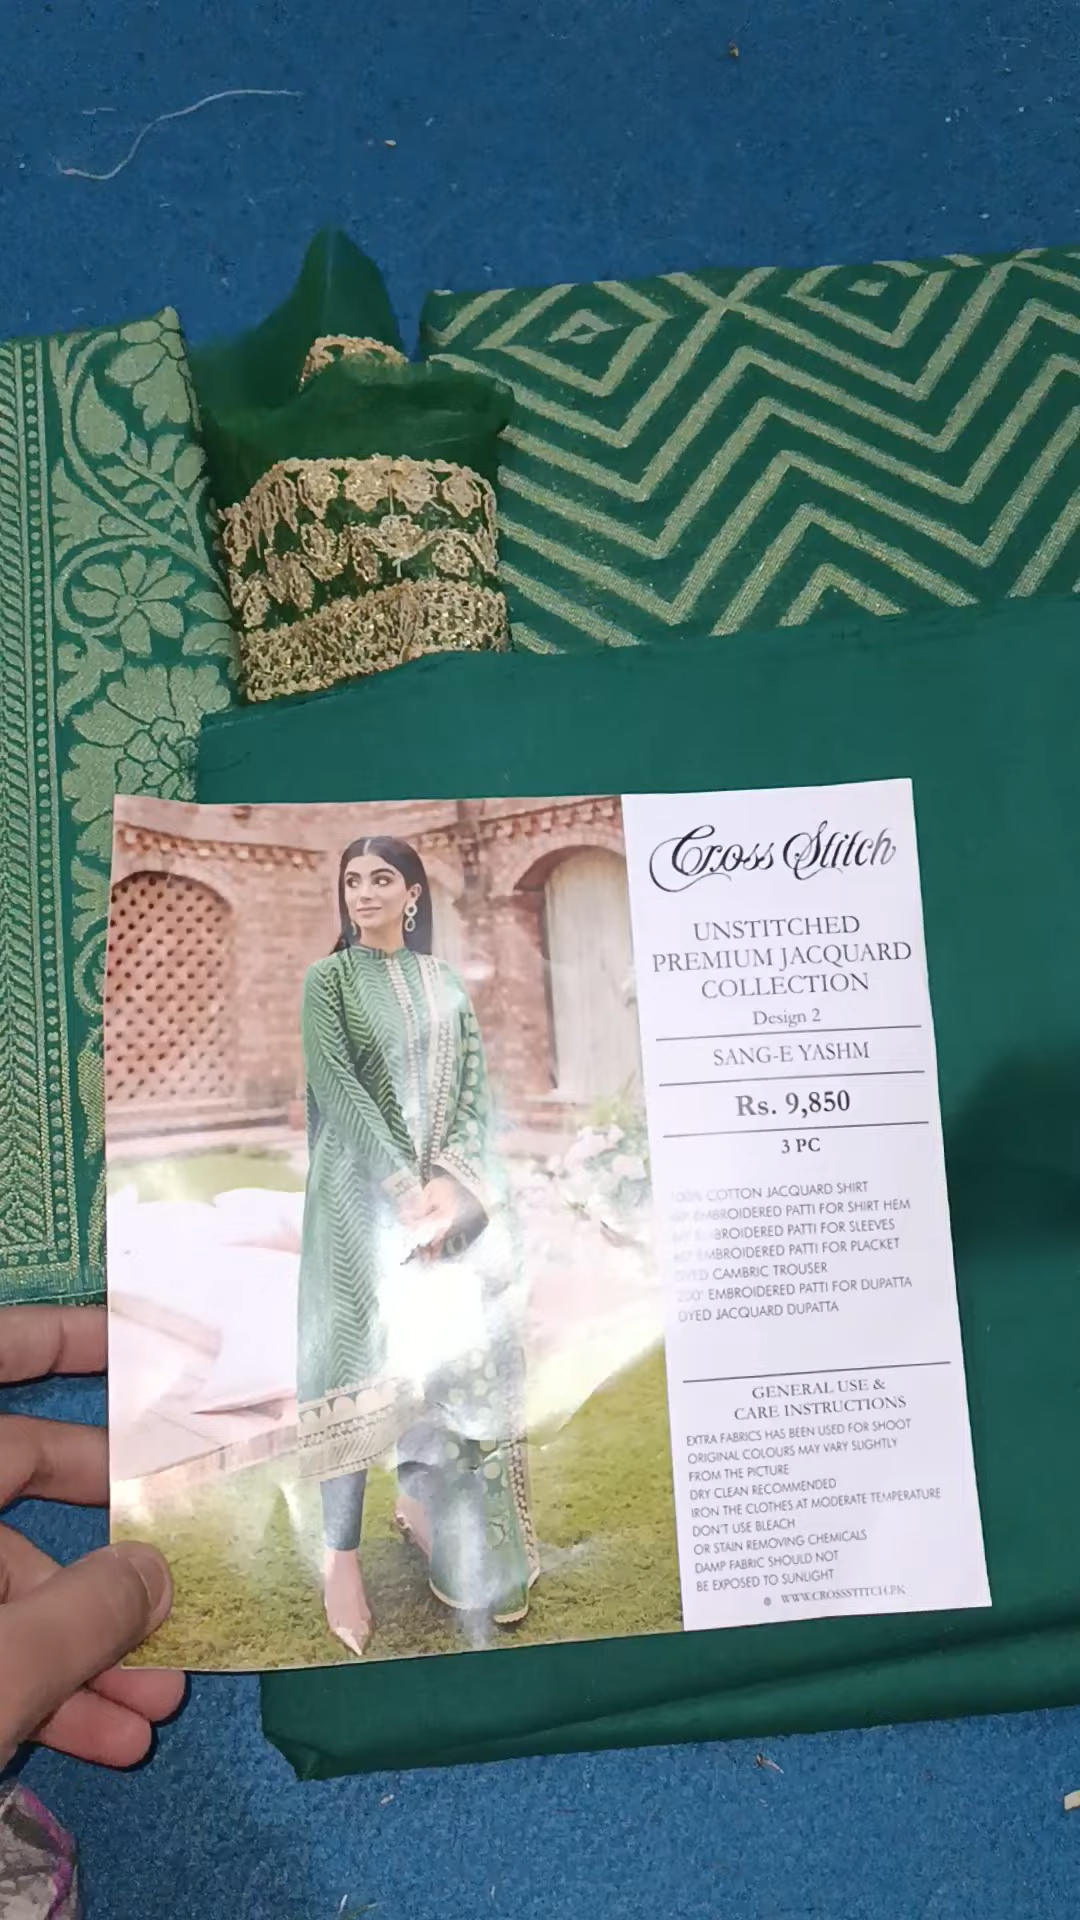 Cross Stitch
UNSTITCHED
PREMIUM JACQUARD
COLLECTION
Design 2
SANG-E YASHM
Rs. 9,850
3 PC
100% COTTON JACQUARD SHIRT
EMBROIDERED PATTI FOR SHIRT HEM
EMBROIDERED PATTI FOR SLEEVES
EMBROIDERED PATTI FOR PLACKET
DYED CAMBRIC TROUSER
200" EMBROIDERED PATTI FOR DUPATTA
DYED JACQUARD DUPATTA
GENERAL USE &
CARE INSTRUCTIONS
EXTRA FABRICS HAS BEEN USED FOR SHOOT
ORIGINAL COLOURS MAY VARY SLIGHTLY
FROM THE PICTURE
DRY CLEAN RECOMMENDED
IRON THE CLOTHES AT MODERATE TEMPERATURE
DON'T USE BLEACH
OR STAIN REMOVING CHEMICALS
DAMP FABRIC SHOULD NOT
BE EXPOSED TO SUNLIGHT
WWW.CROSSSTITCH.PK